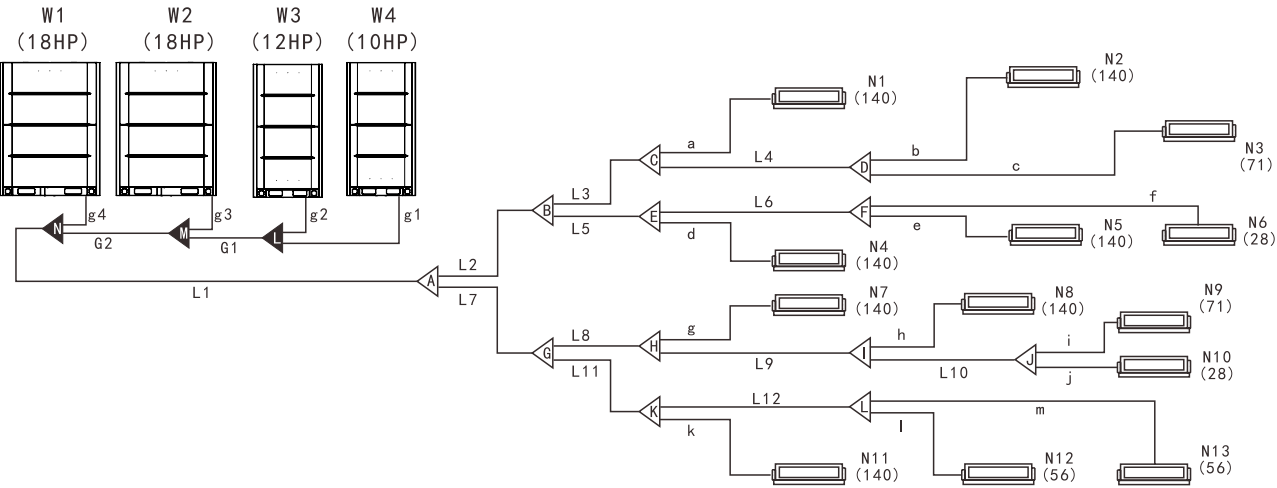 W1
(18HP)
W2
(18HP)
W3
(12HP)
W4
(10HP)
g4
g3
g2
g1
N
M
L
G2
G1
L1
A
L2
L7
B
L3
L5
C
a
L4
N1
(140)
D
b
c
N2
(140)
N3
(71)
E
L6
d
F
f
e
N4
(140)
N5
(140)
N6
(28)
G
L8
L11
H
g
L9
N7
(140)
I
h
L10
N8
(140)
J
i
j
N9
(71)
N10
(28)
K
L12
k
L
m
l
N11
(140)
N12
(56)
N13
(56)